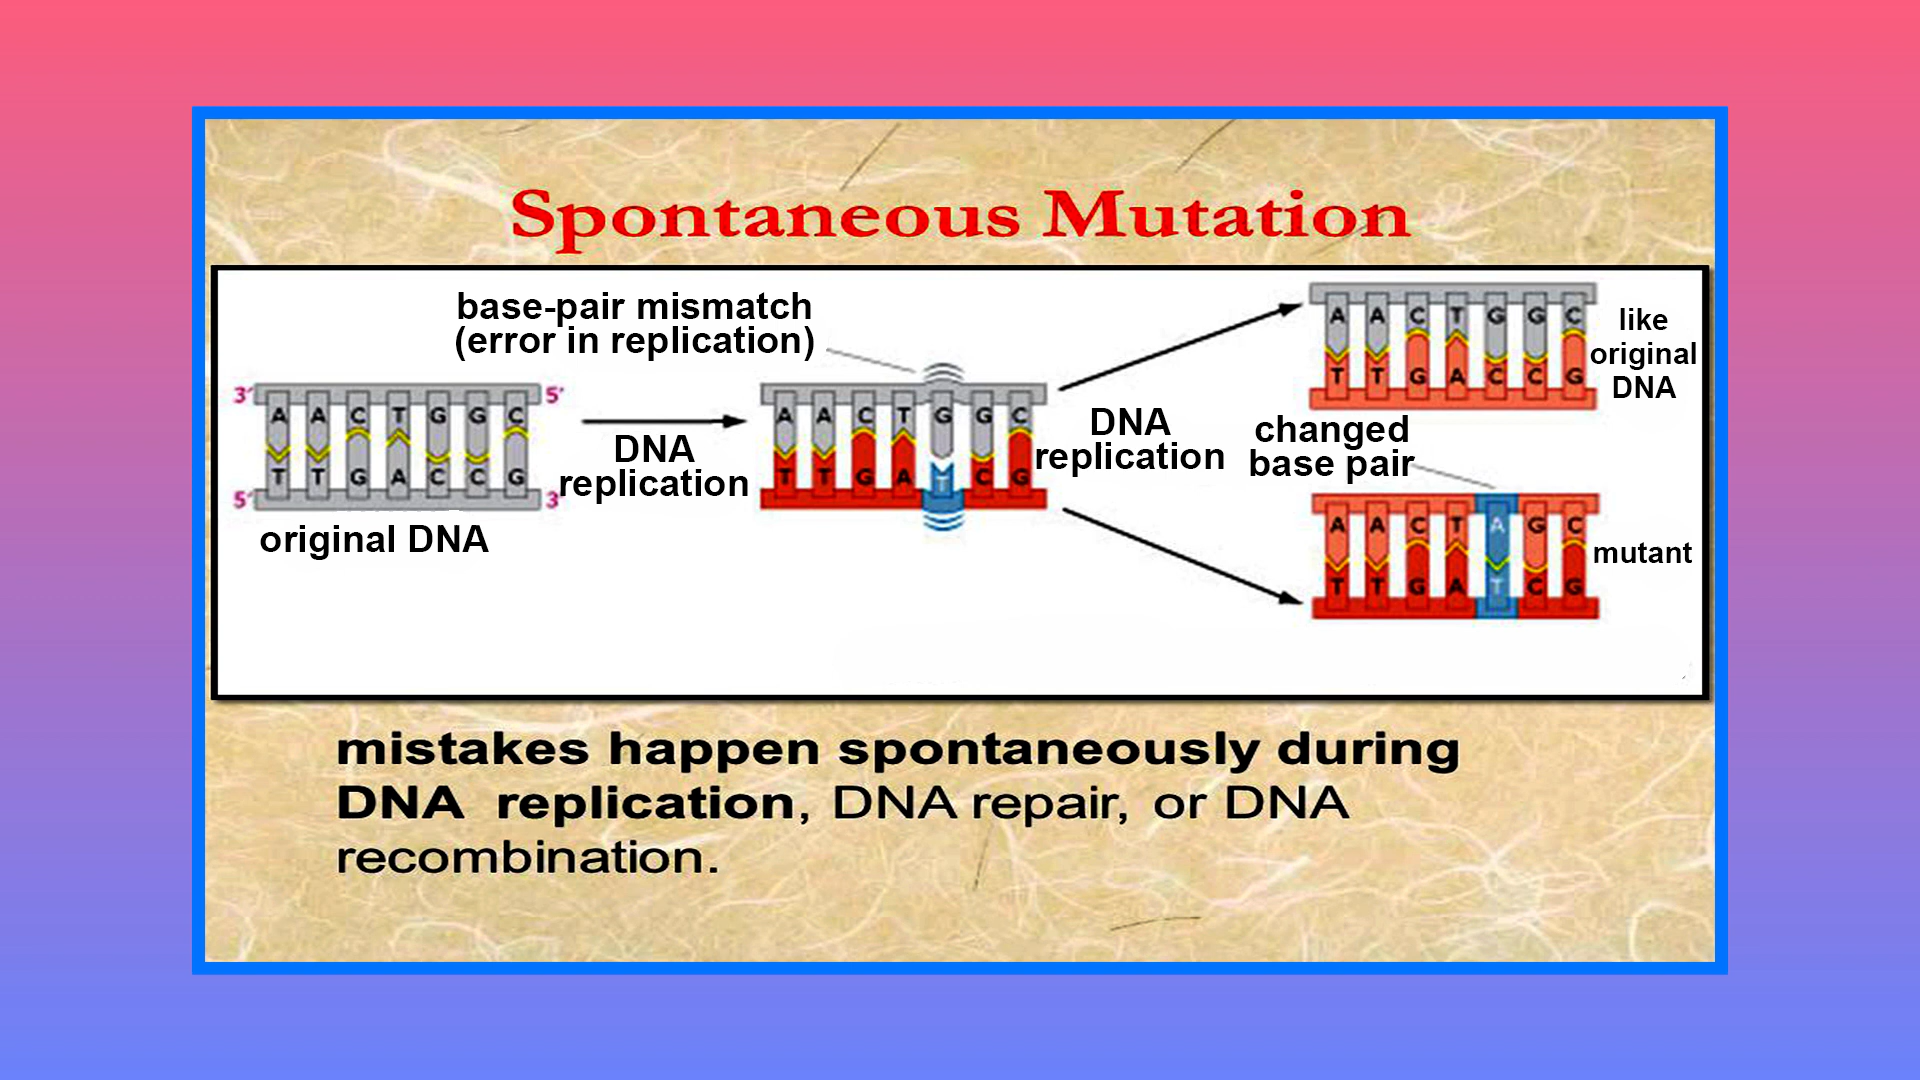 Spontaneous Mutation
base-pair mismatch
(error in replication)
3' A A C T G G C 5'
T T G A C C G
5' 3'
original DNA
DNA
replication
A A C T G G C
T T G A T C G
DNA
replication
A A C T G G C
T T G A C C G
like
original
DNA
changed
base pair
A A C T A G C
T T G A T C G
mutant
mistakes happen spontaneously during
DNA replication, DNA repair, or DNA
recombination.